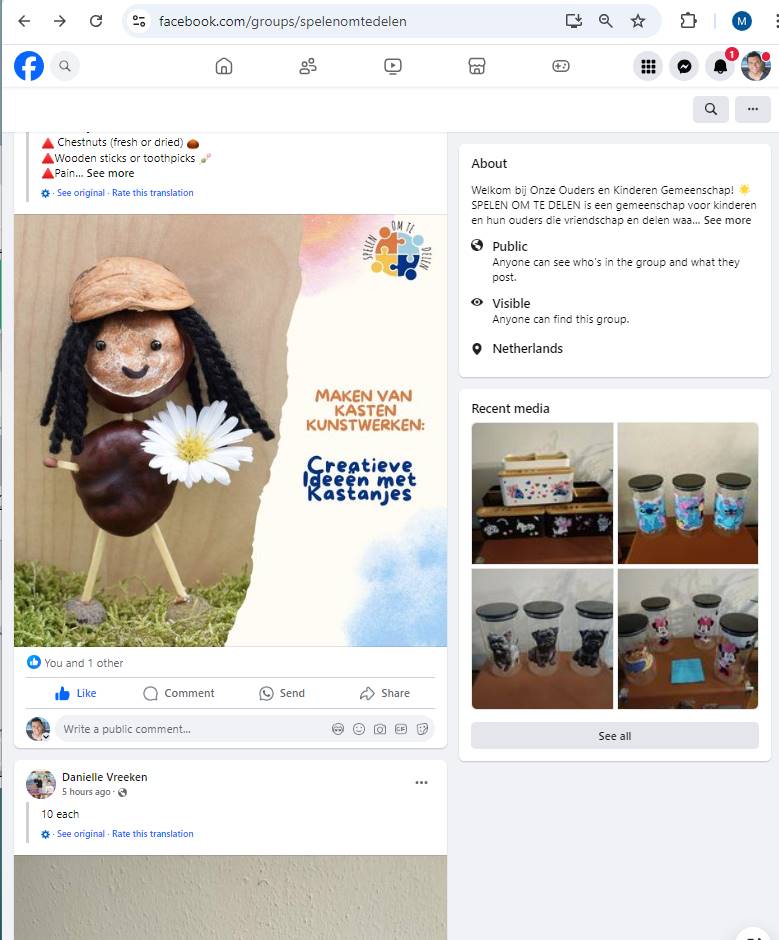 facebook.com/groups/spelenomtedelen
M
1
Chestnuts (fresh or dried)
Wooden sticks or toothpicks
Pain... See more
· See original · Rate this translation
SPELEN OM TE DELEN
MAKEN VAN
KASTEN
KUNSTWERKEN:
Creatieve
Ideeën met
Kastanjes
You and 1 other
Like
Comment
Send
Share
Write a public comment...
GIF
Danielle Vreeken
5 hours ago ·
10 each
· See original · Rate this translation
About
Welkom bij Onze Ouders en Kinderen Gemeenschap!
SPELEN OM TE DELEN is een gemeenschap voor kinderen
en hun ouders die vriendschap en delen waa... See more
Public
Anyone can see who's in the group and what they
post.
Visible
Anyone can find this group.
Netherlands
Recent media
See all